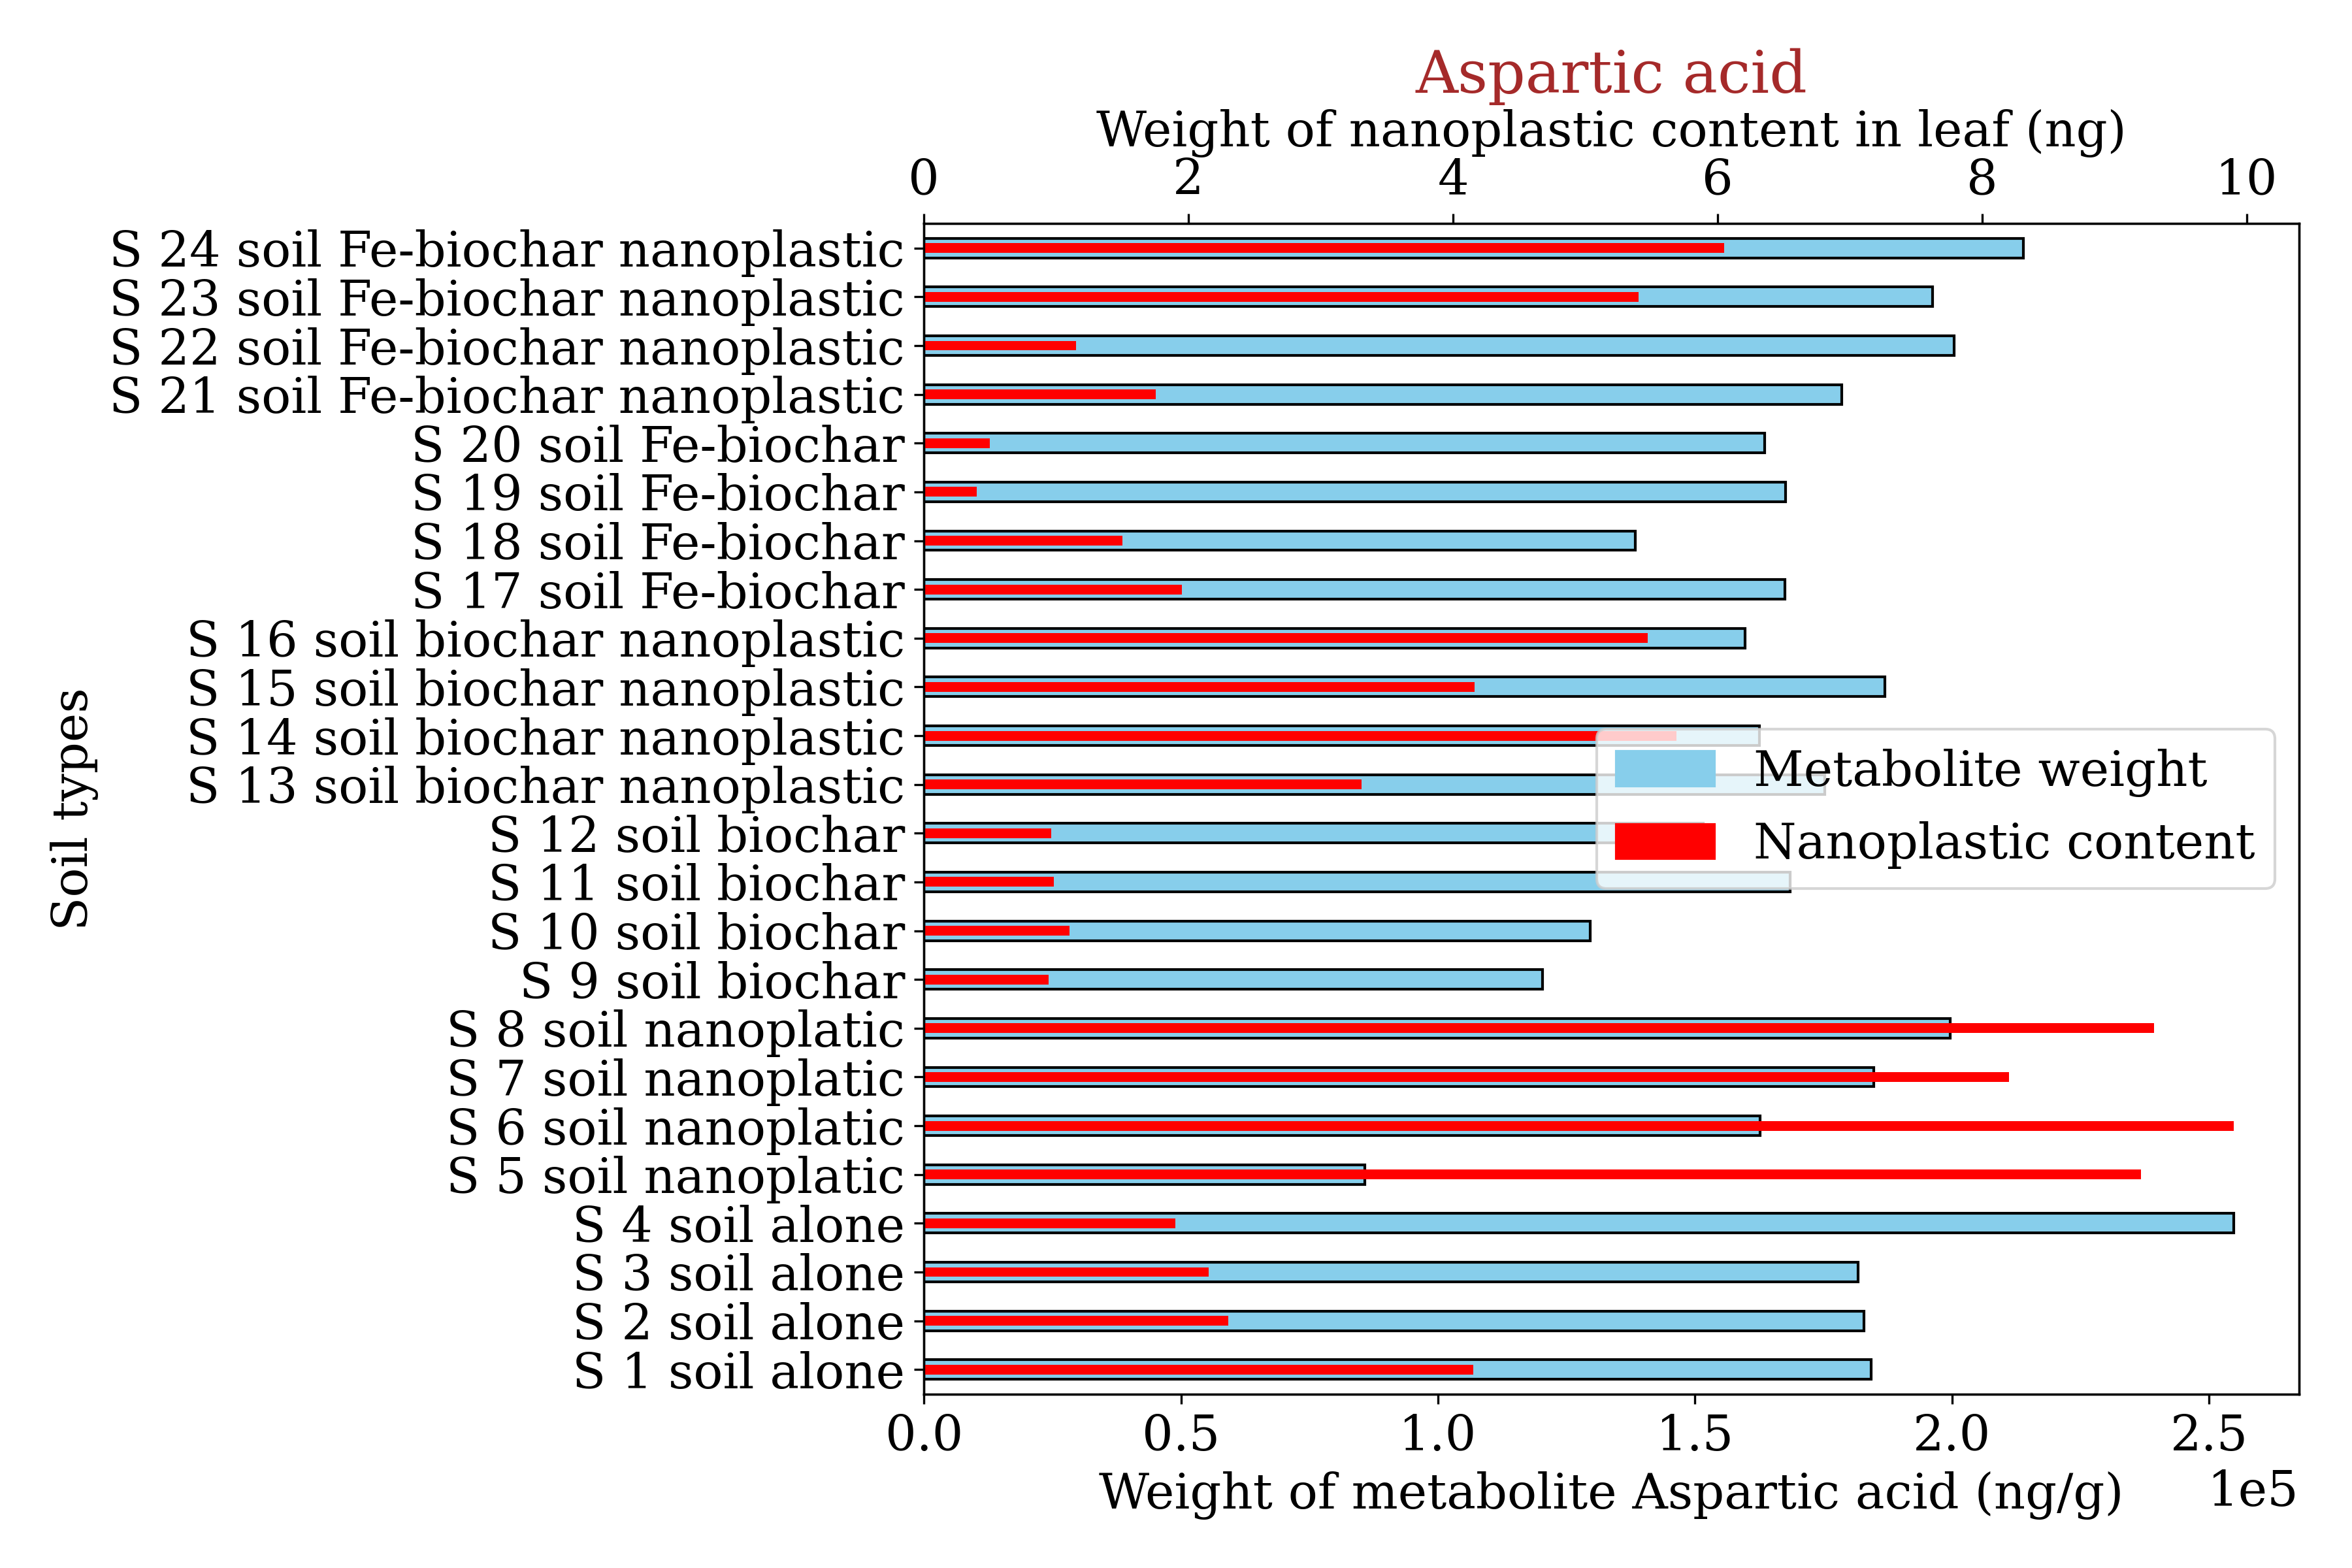 Aspartic acid
Weight of nanoplastic content in leaf (ng)
0 2 4 6 8 10
S 24 soil Fe-biochar nanoplastic
S 23 soil Fe-biochar nanoplastic
S 22 soil Fe-biochar nanoplastic
S 21 soil Fe-biochar nanoplastic
S 20 soil Fe-biochar
S 19 soil Fe-biochar
S 18 soil Fe-biochar
S 17 soil Fe-biochar
S 16 soil biochar nanoplastic
S 15 soil biochar nanoplastic
S 14 soil biochar nanoplastic
S 13 soil biochar nanoplastic
S 12 soil biochar
S 11 soil biochar
S 10 soil biochar
S 9 soil biochar
S 8 soil nanoplatic
S 7 soil nanoplatic
S 6 soil nanoplatic
S 5 soil nanoplatic
S 4 soil alone
S 3 soil alone
S 2 soil alone
S 1 soil alone
Soil types
Metabolite weight
Nanoplastic content
0.0 0.5 1.0 1.5 2.0 2.5
1e5
Weight of metabolite Aspartic acid (ng/g)